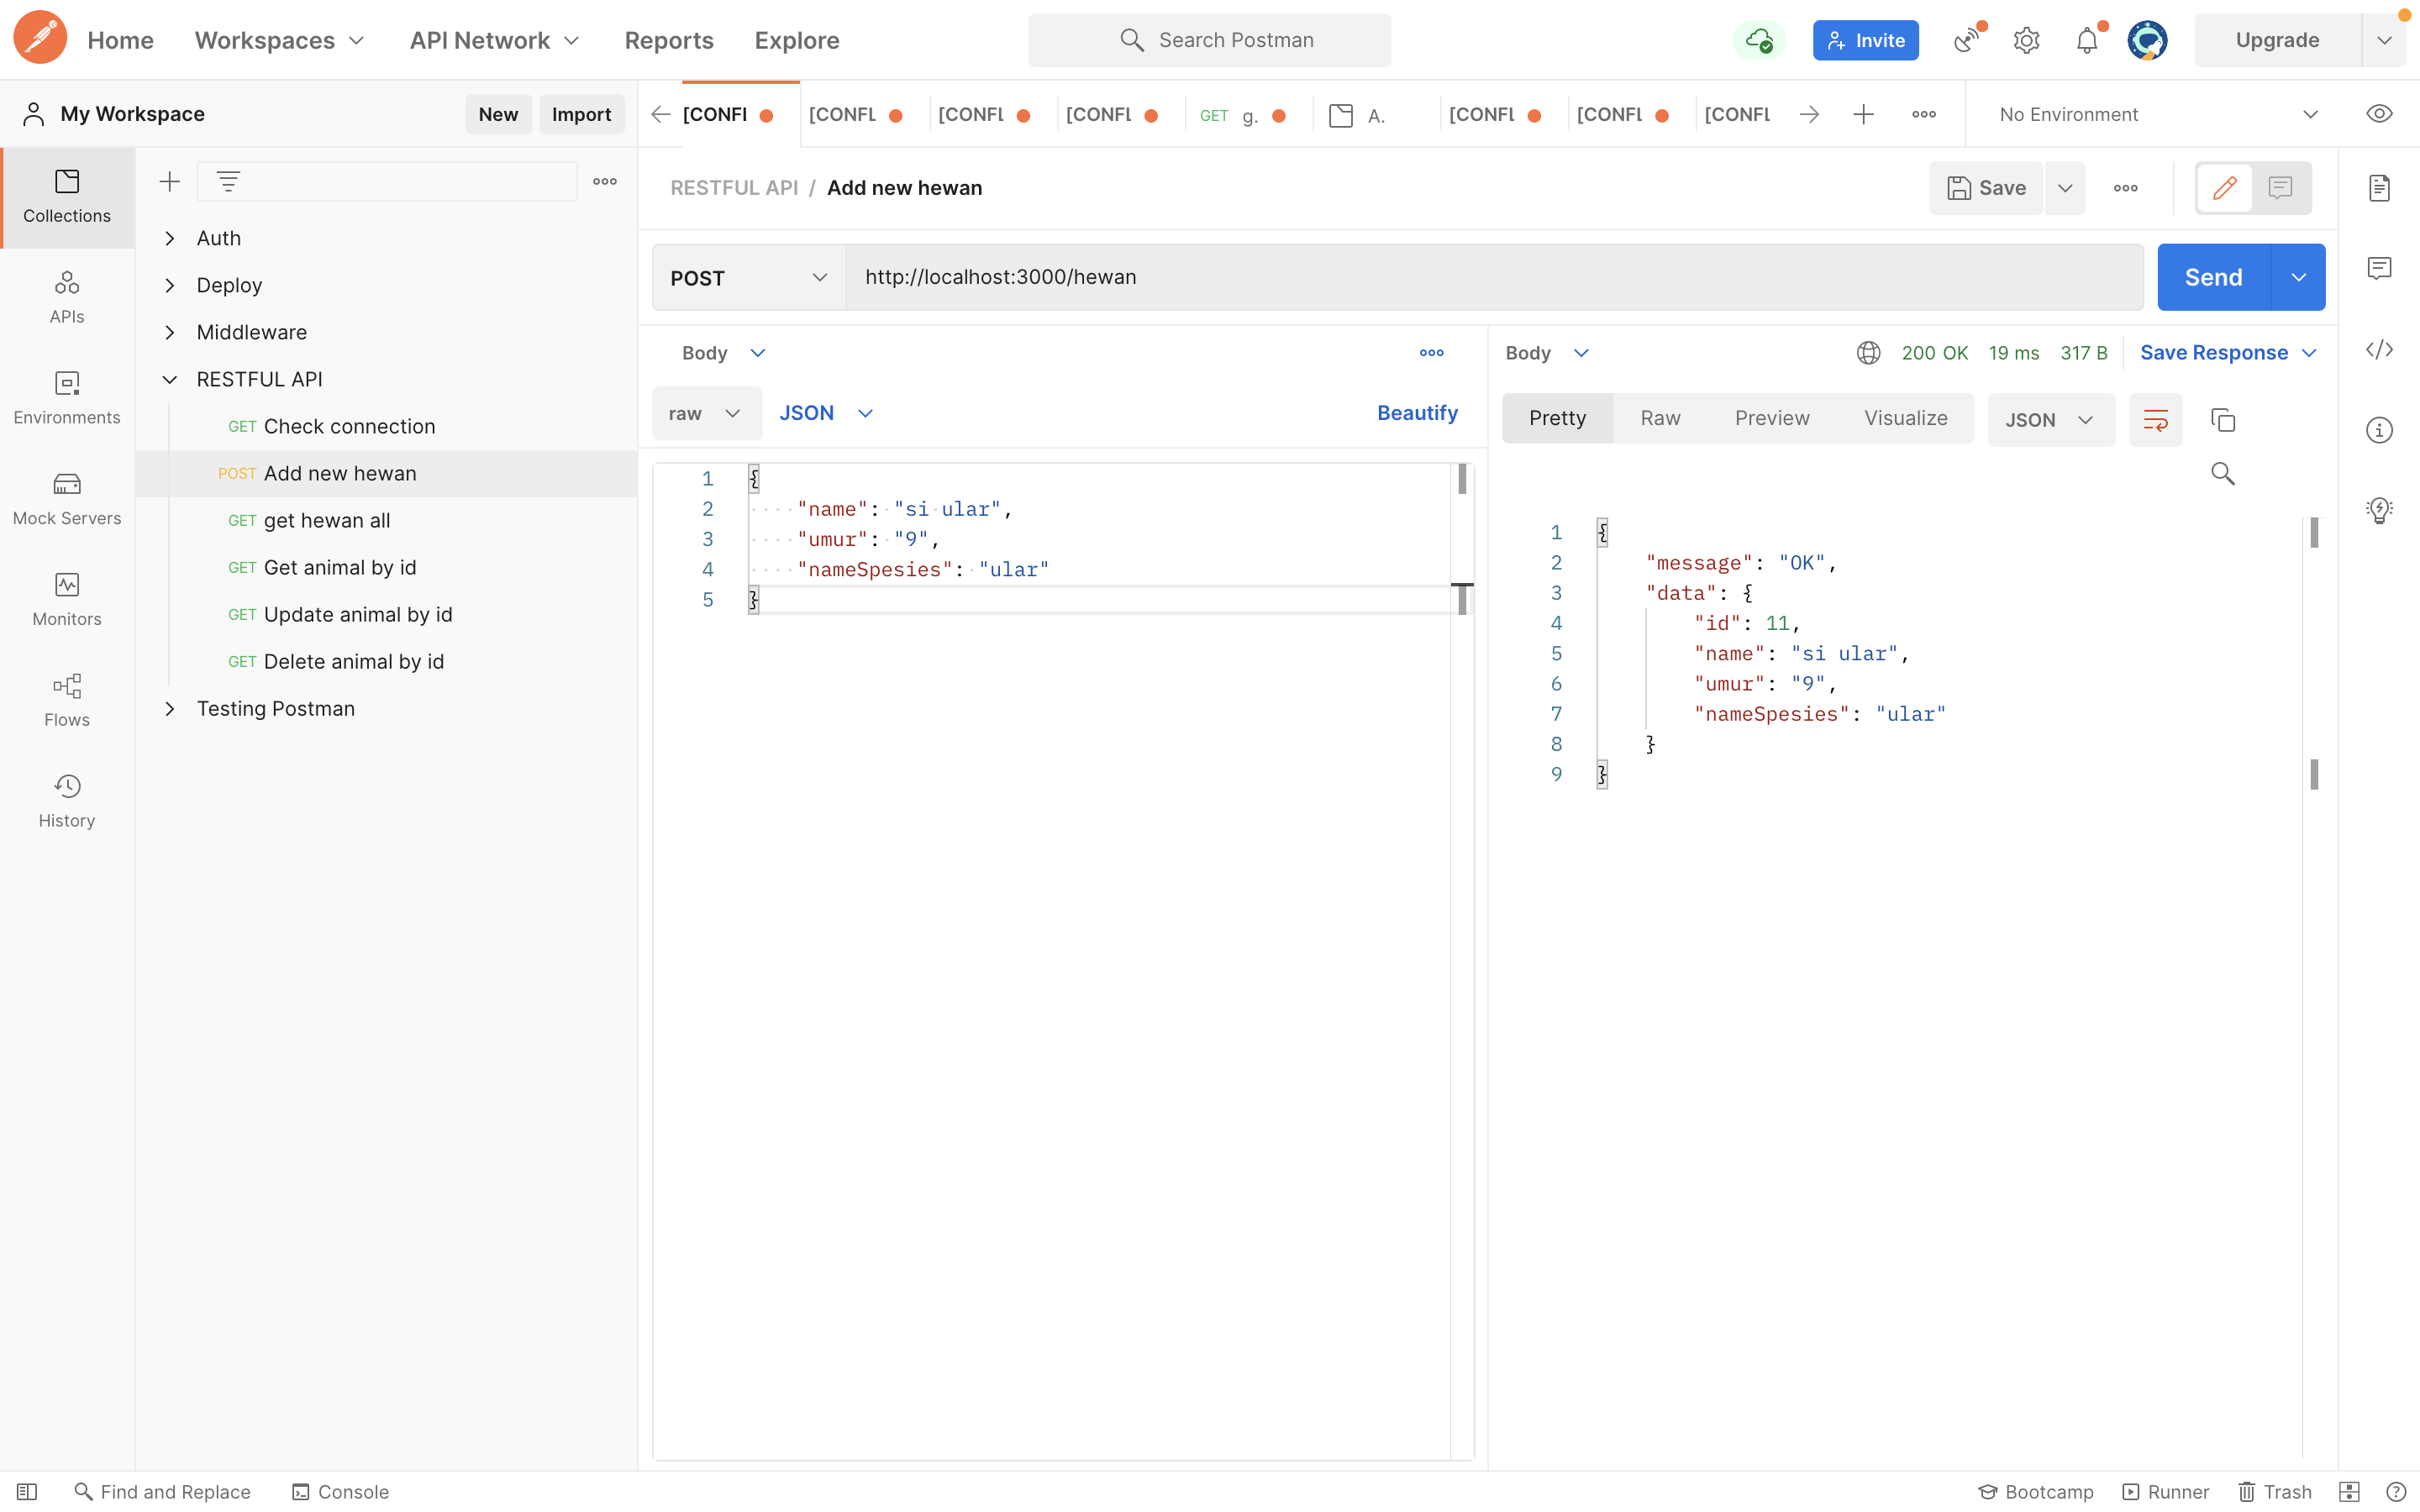 Home Workspaces API Network Reports Explore Search Postman Invite Upgrade
My Workspace New Import [CONFL [CONFL [CONFL [CONFL GET g. A. [CONFL [CONFL [CONFL No Environment
Collections
APIs
Environments
Mock Servers
Monitors
Flows
History
Auth
Deploy
Middleware
RESTFUL API
GET Check connection
POST Add new hewan
GET get hewan all
GET Get animal by id
GET Update animal by id
GET Delete animal by id
Testing Postman
RESTFUL API / Add new hewan Save
POST http://localhost:3000/hewan Send
Body
raw JSON Beautify
1 {
2 "name": "si ular",
3 "umur": "9",
4 "nameSpesies": "ular"
5 }
Body 200 OK 19 ms 317 B Save Response
Pretty Raw Preview Visualize JSON
1 {
2 "message": "OK",
3 "data": {
4 "id": 11,
5 "name": "si ular",
6 "umur": "9",
7 "nameSpesies": "ular"
8 }
9 }
Find and Replace Console Bootcamp Runner Trash